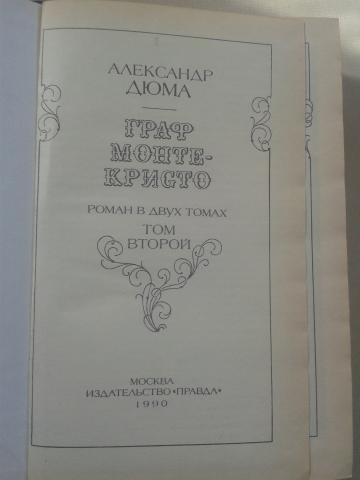 АЛЕКСАНДР
ДЮМА
ГРАФ
МОНТЕ-
КРИСТО
РОМАН В ДВУХ ТОМАХ
ТОМ
ВТОРОЙ
МОСКВА
ИЗДАТЕЛЬСТВО «ПРАВДА»
1990